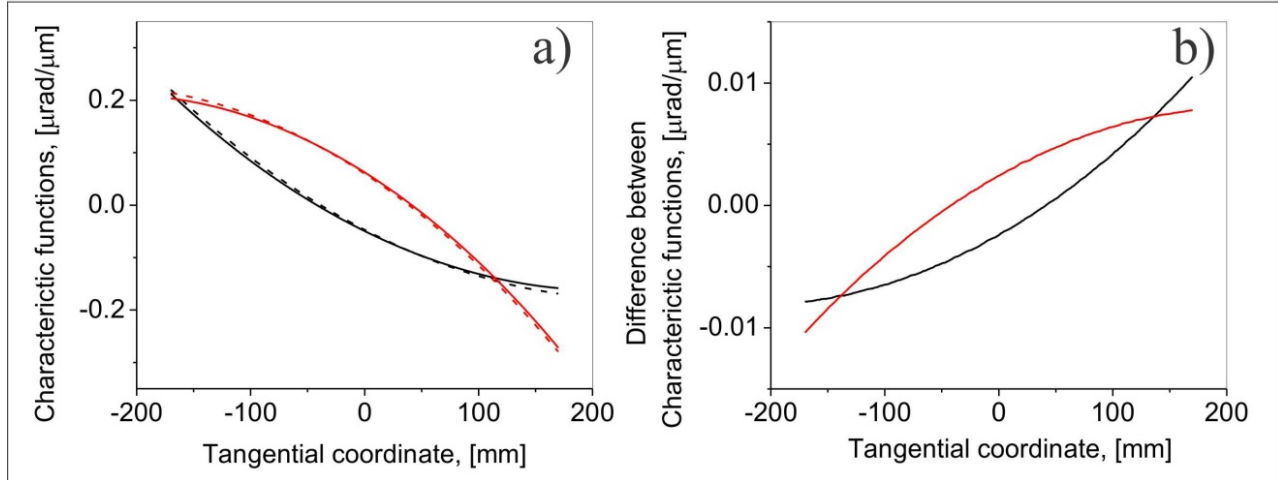 a)
Characterictic functions, [μrad/μm]
0.2
0.0
-0.2
-200
-100
0
100
200
Tangential coordinate, [mm]
b)
Difference between
Characterictic functions, [μrad/μm]
0.01
0.00
-0.01
-200
-100
0
100
200
Tangential coordinate, [mm]